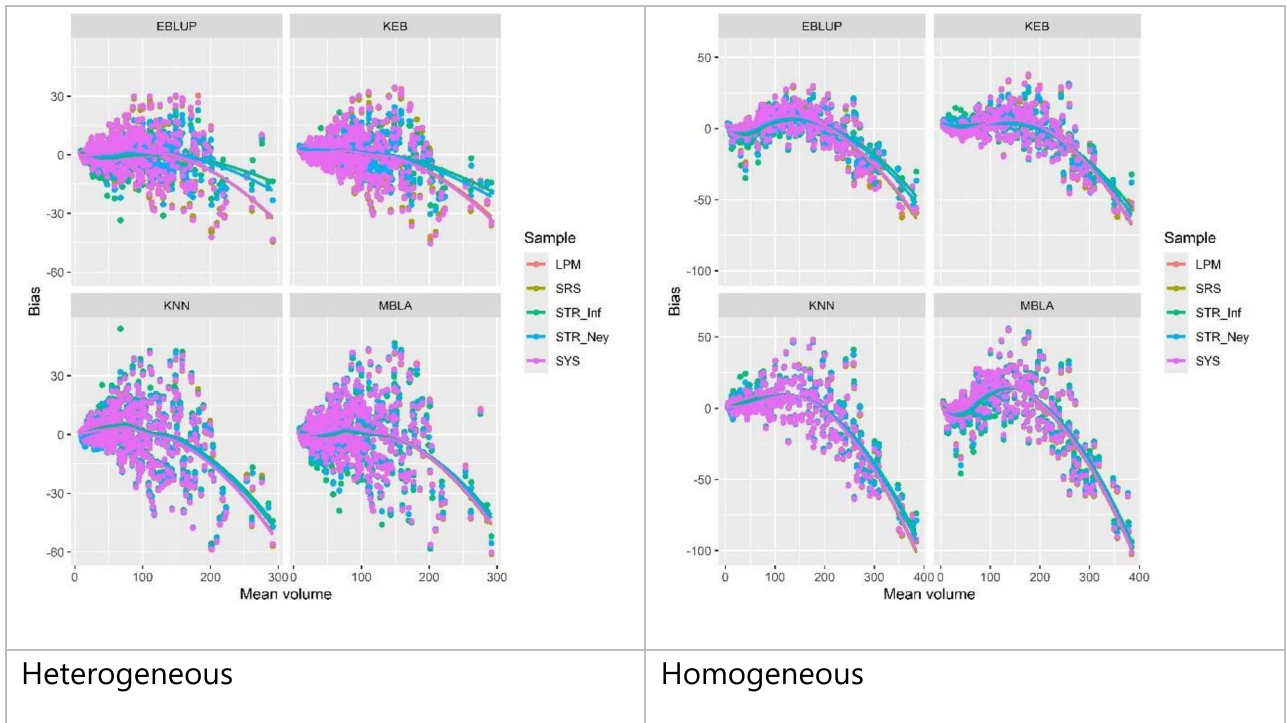 EBLUP KEB
30
0
-30
-60
KNN MBLA
30
0
-30
-60
0 100 200 300 0 100 200 300
Mean volume
Bias
Sample
LPM
SRS
STR_Inf
STR_Ney
SYS
Heterogeneous
EBLUP KEB
50
0
-50
-100
KNN MBLA
50
0
-50
-100
0 100 200 300 400 0 100 200 300 400
Mean volume
Bias
Sample
LPM
SRS
STR_Inf
STR_Ney
SYS
Homogeneous